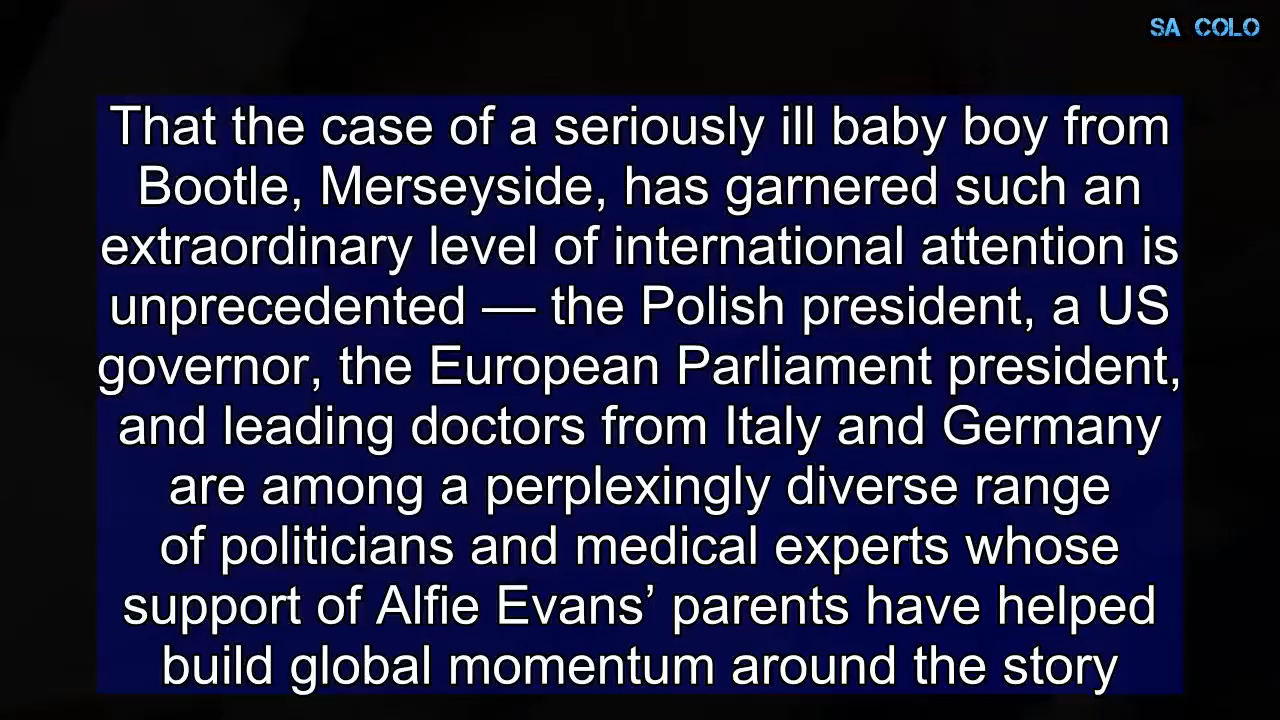 SA COLO
That the case of a seriously ill baby boy from
Bootle, Merseyside, has garnered such an
extraordinary level of international attention is
unprecedented — the Polish president, a US
governor, the European Parliament president,
and leading doctors from Italy and Germany
are among a perplexingly diverse range
of politicians and medical experts whose
support of Alfie Evans’ parents have helped
build global momentum around the story